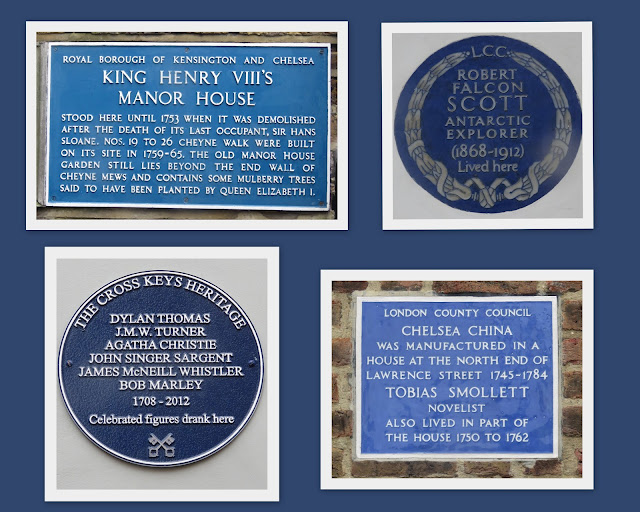 ROYAL BOROUGH OF KENSINGTON AND CHELSEA
KING HENRY VIII'S
MANOR HOUSE
STOOD HERE UNTIL 1753 WHEN IT WAS DEMOLISHED
AFTER THE DEATH OF ITS LAST OCCUPANT, SIR HANS
SLOANE. NOS. 19 TO 26 CHEYNE WALK WERE BUILT
ON ITS SITE IN 1759-65. THE OLD MANOR HOUSE
GARDEN STILL LIES BEYOND THE END WALL OF
CHEYNE MEWS AND CONTAINS SOME MULBERRY TREES
SAID TO HAVE BEEN PLANTED BY QUEEN ELIZABETH I.
L.C.C.
ROBERT
FALCON
SCOTT
ANTARCTIC
EXPLORER
(1868-1912)
Lived here
THE CROSS KEYS HERITAGE
DYLAN THOMAS
J.M.W. TURNER
AGATHA CHRISTIE
JOHN SINGER SARGENT
JAMES McNEILL WHISTLER
BOB MARLEY
1708 - 2012
Celebrated figures drank here
LONDON COUNTY COUNCIL
CHELSEA CHINA
WAS MANUFACTURED IN A
HOUSE AT THE NORTH END OF
LAWRENCE STREET 1745-1784
TOBIAS SMOLLETT
NOVELIST
ALSO LIVED IN PART OF
THE HOUSE 1750 TO 1762